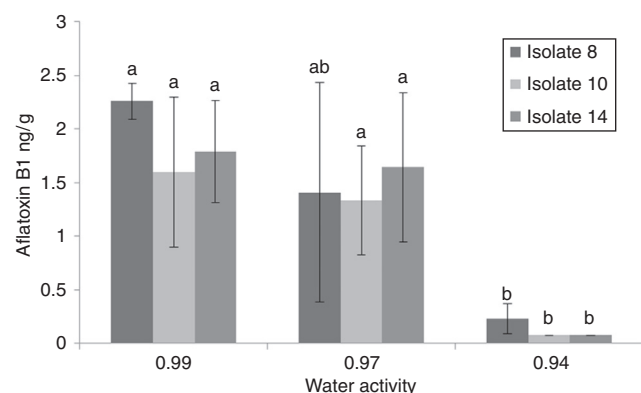 3
2.5
2
1.5
1
0.5
0
Aflatoxin B1 ng/g
a
a
a
ab
a
a
b
b
b
Isolate 8
Isolate 10
Isolate 14
0.99
0.97
0.94
Water activity